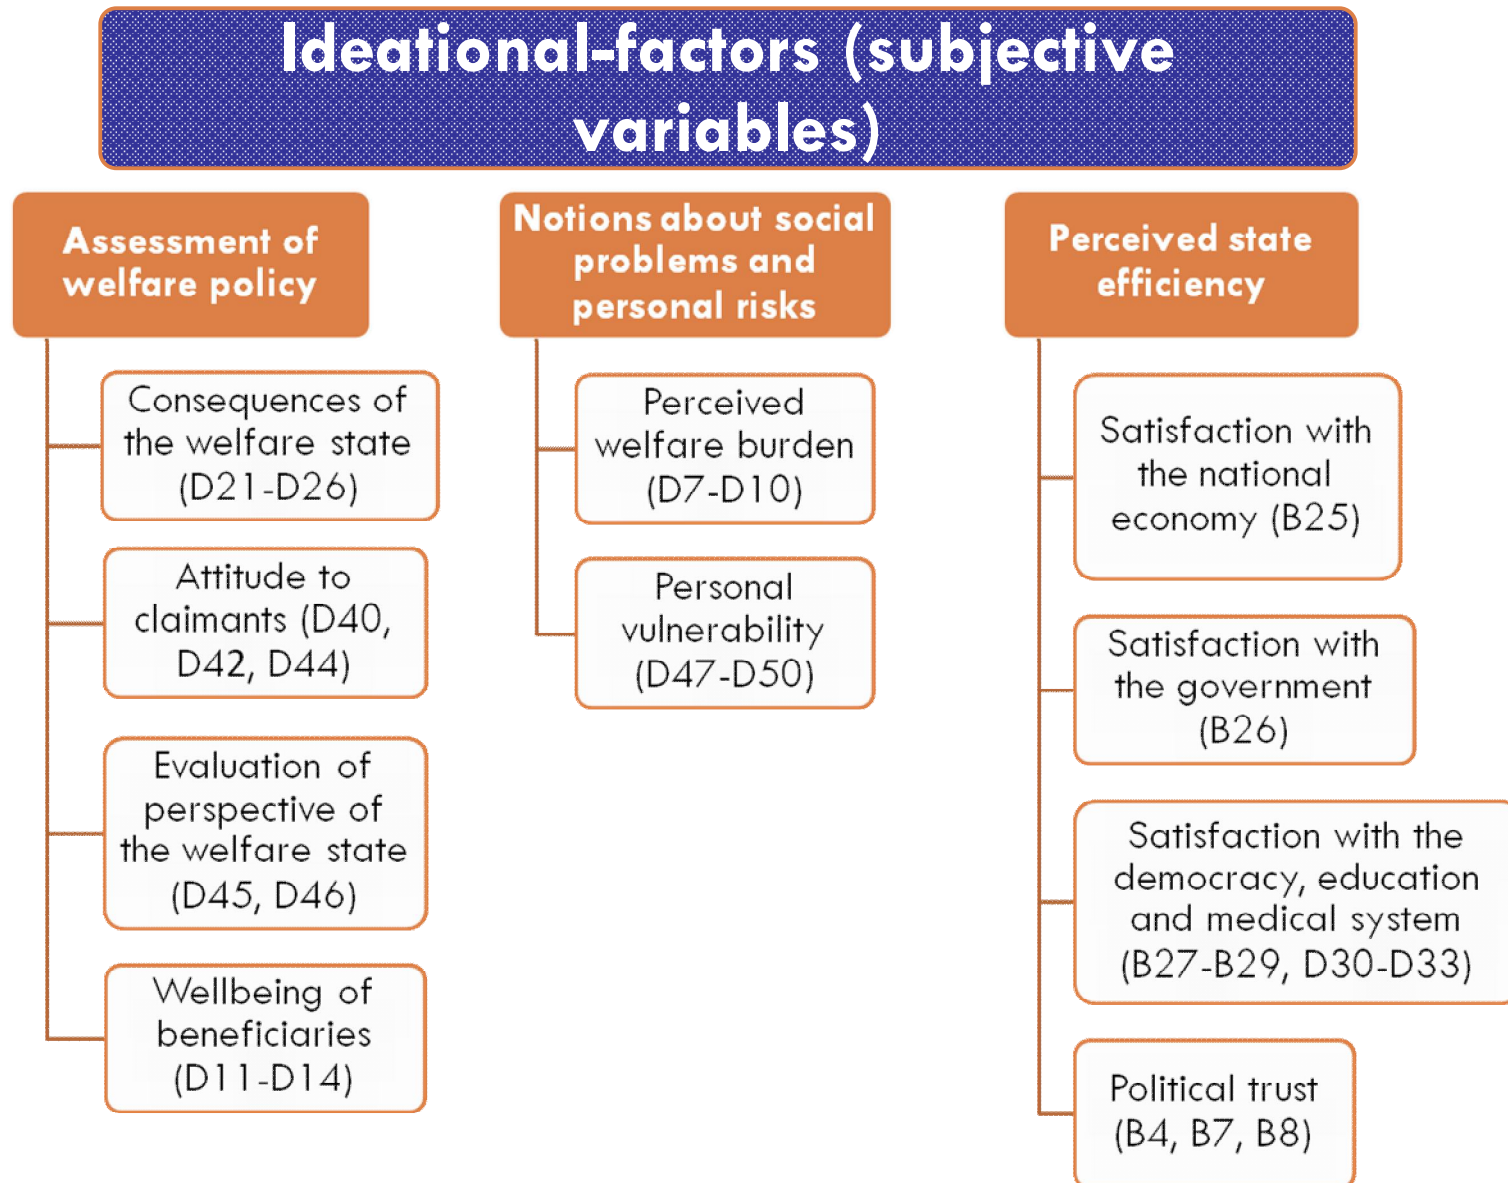 Ideational-factors (subjective
variables)
Assessment of
welfare policy
Consequences of
the welfare state
(D21-D26)
Attitude to
claimants (D40,
D42, D44)
Evaluation of
perspective of
the welfare state
(D45, D46)
Wellbeing of
beneficiaries
(D11-D14)
Notions about social
problems and
personal risks
Perceived
welfare burden
(D7-D10)
Personal
vulnerability
(D47-D50)
Perceived state
efficiency
Satisfaction with
the national
economy (B25)
Satisfaction with
the government
(B26)
Satisfaction with the
democracy, education
and medical system
(B27-B29, D30-D33)
Political trust
(B4, B7, B8)